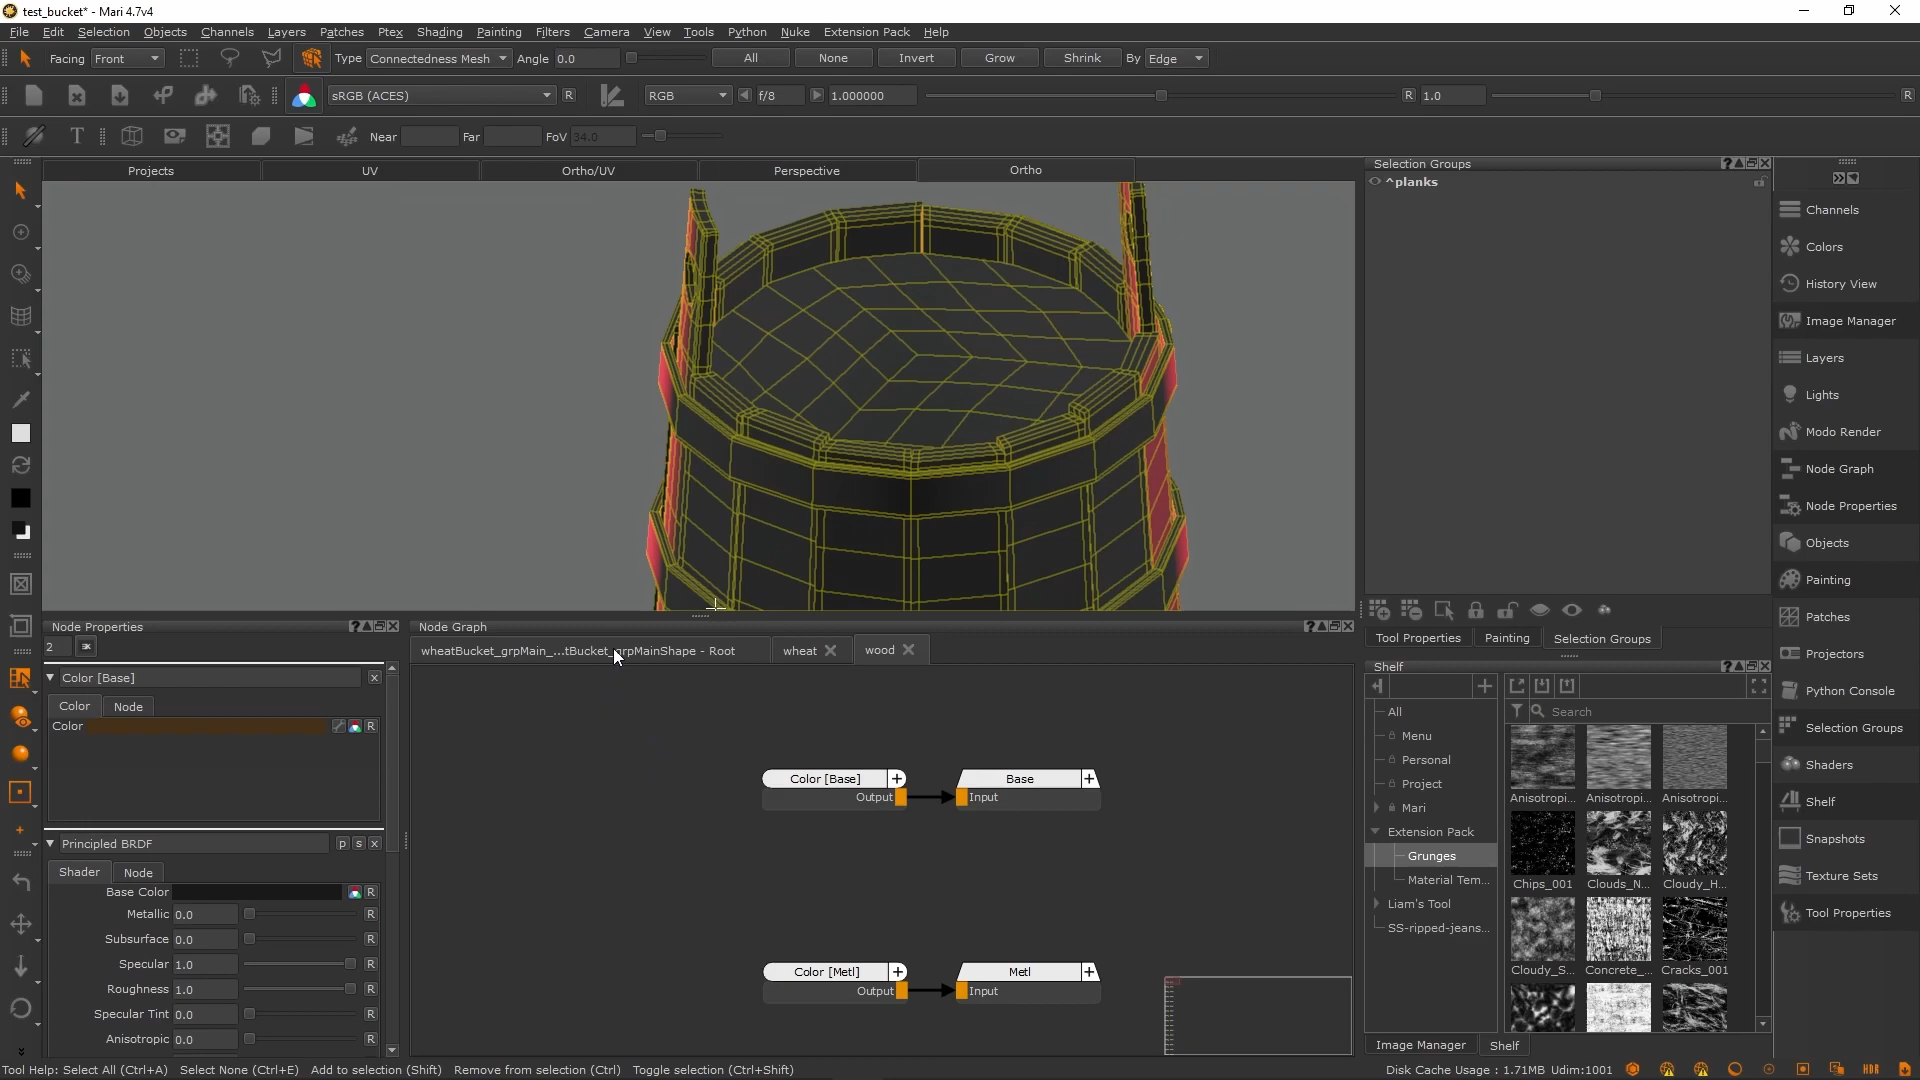 test_bucket* - Mari 4.7v4
File Edit Selection Objects Channels Layers Patches Ptex Shading Painting Filters Camera View Tools Python Nuke Extension Pack Help
Facing Front Type Connectedness Mesh Angle 0.0 All None Invert Grow Shrink By Edge
sRGB (ACES) R RGB f/8 1.000000 R 1.0 R
T Near Far FoV 34.0
Projects UV Ortho/UV Perspective Ortho
Selection Groups
^planks
Channels
Colors
History View
Image Manager
Layers
Lights
Modo Render
Node Graph
Node Properties
Objects
Painting
Patches
Projectors
Python Console
Selection Groups
Shaders
Shelf
Snapshots
Texture Sets
Tool Properties
Tool Properties Painting Selection Groups
Node Properties
2
Color [Base]
Color Node
Color R
Principled BRDF p s x
Shader Node
Base Color R
Metallic 0.0 R
Subsurface 0.0 R
Specular 1.0 R
Roughness 1.0 R
Specular Tint 0.0 R
Anisotropic 0.0 R
Node Graph
wheatBucket_grpMain_...tBucket_grpMainShape - Root wheat wood
Color [Base] + Base +
Output Input
Color [Metl] + Metl +
Output Input
Shelf
Search
All
Menu
Personal
Project
Mari
Extension Pack
Grunges
Material Tem...
Liam's Tool
SS-ripped-jeans...
Anisotropi... Anisotropi... Anisotropi...
Chips_001 Clouds_N... Cloudy_H...
Cloudy_S... Concrete_... Cracks_001
Image Manager Shelf
Tool Help: Select All (Ctrl+A) Select None (Ctrl+E) Add to selection (Shift) Remove from selection (Ctrl) Toggle selection (Ctrl+Shift) Disk Cache Usage : 1.71MB Udim:1001 HDR